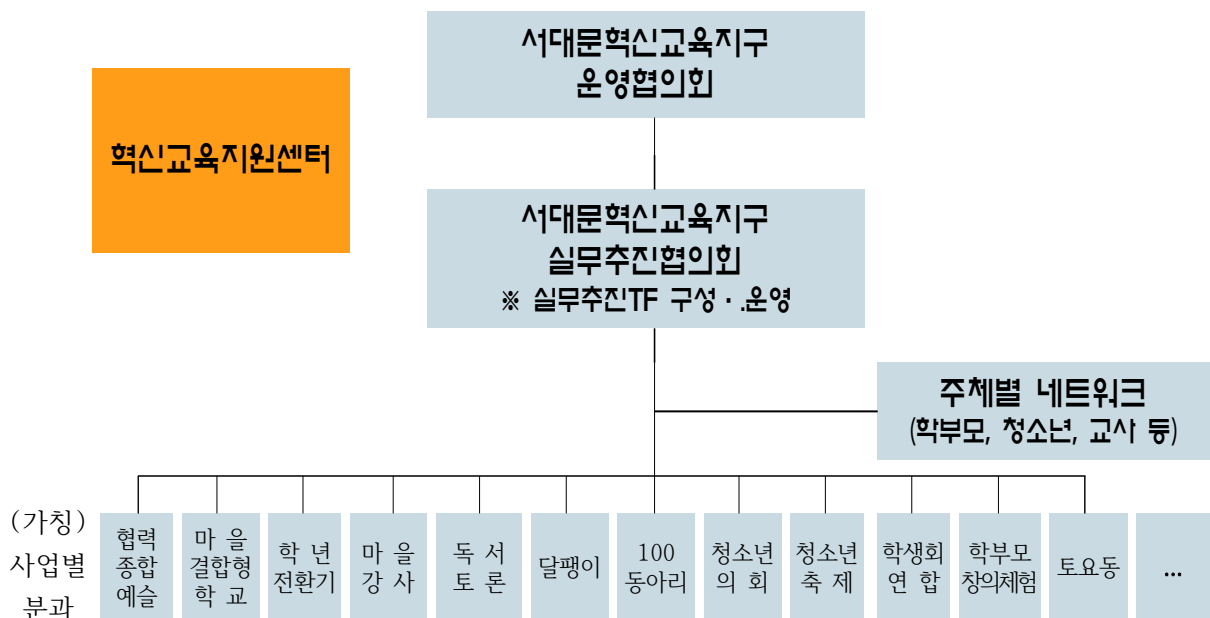 서대문혁신교육지구
운영협의회
혁신교육지원센터
서대문혁신교육지구
실무추진협의회
※ 실무추진TF 구성·.운영
주체별 네트워크
(학부모, 청소년, 교사 등)
(가칭)
사업별
분과
협력
종합
예슬
마 을
결합형
학 교
학 년
전환기
마 을
강 사
독 서
토 론
달팽이
100
동아리
청소년
의 회
청소년
축 제
학생회
연 합
학부모
창의체험
토요동
...